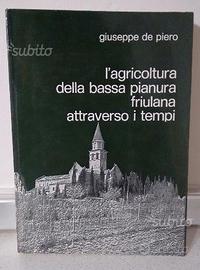 giuseppe de piero
l'agricoltura
della bassa pianura
friulana
attraverso i tempi
subito
subito